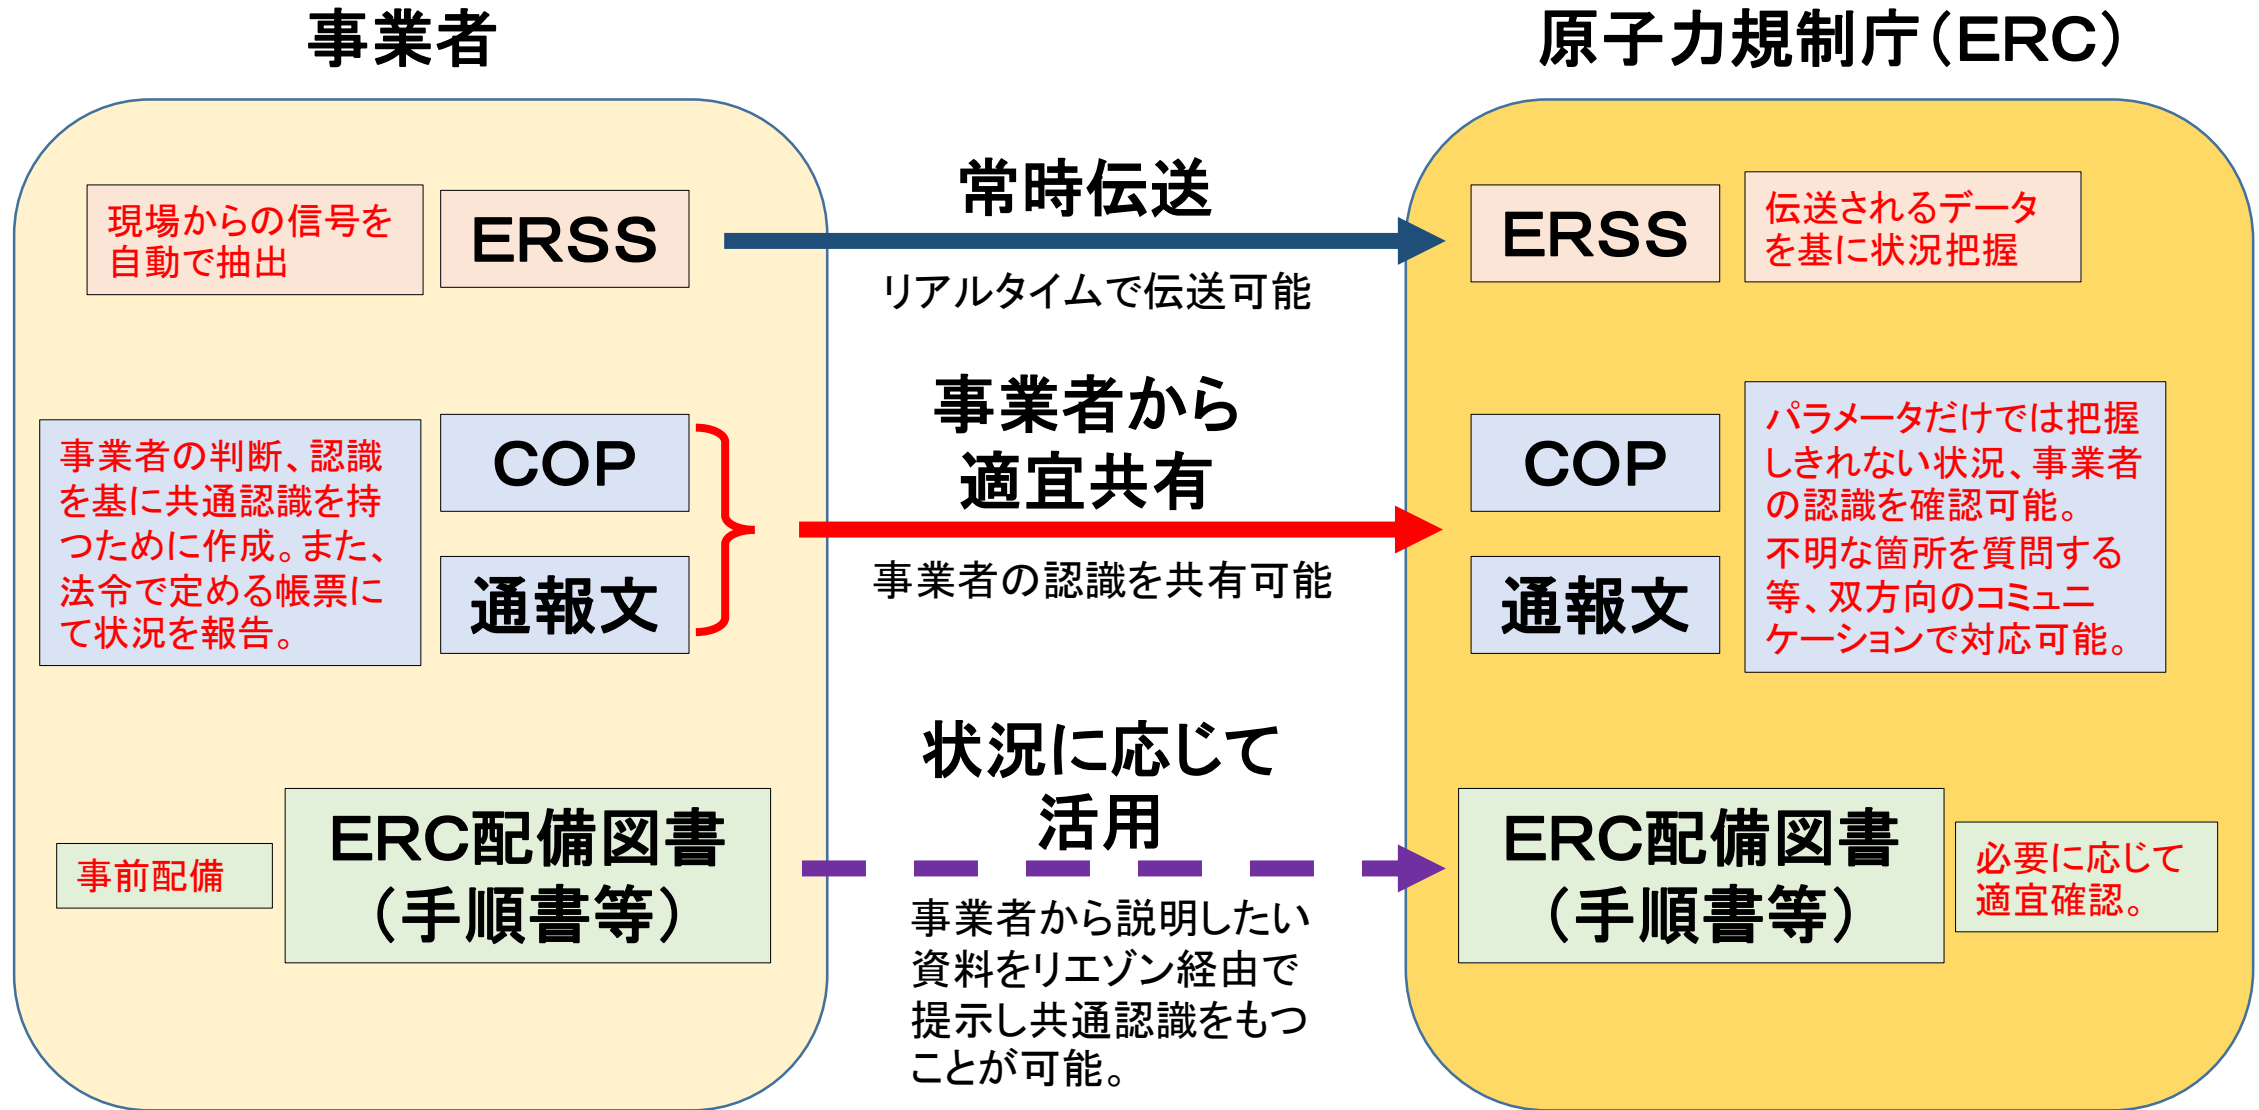 事業者
原子力規制庁（ERC）
現場からの信号を
自動で抽出
ERSS
常時伝送
リアルタイムで伝送可能
ERSS
伝送されるデータ
を基に状況把握
事業者の判断、認識
を基に共通認識を持
つために作成。また、
法令で定める帳票に
て状況を報告。
COP
通報文
事業者から
適宜共有
事業者の認識を共有可能
COP
通報文
パラメータだけでは把握
しきれない状況、事業者
の認識を確認可能。
不明な箇所を質問する
等、双方向のコミュニ
ケーションで対応可能。
事前配備
ERC配備図書
（手順書等）
状況に応じて
活用
事業者から説明したい
資料をリエゾン経由で
提示し共通認識をもつ
ことが可能。
ERC配備図書
（手順書等）
必要に応じて
適宜確認。